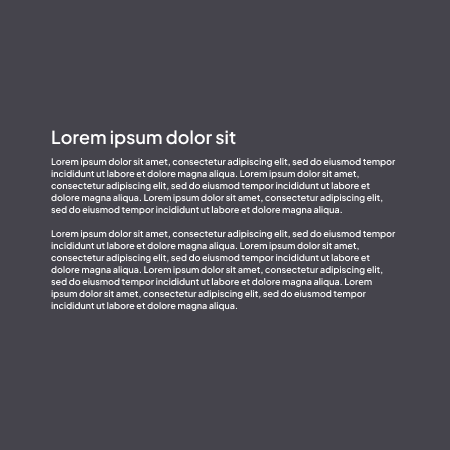 Lorem ipsum dolor sit
Lorem ipsum dolor sit amet, consectetur adipiscing elit, sed do eiusmod tempor
incididunt ut labore et dolore magna aliqua. Lorem ipsum dolor sit amet,
consectetur adipiscing elit, sed do eiusmod tempor incididunt ut labore et
dolore magna aliqua. Lorem ipsum dolor sit amet, consectetur adipiscing elit,
sed do eiusmod tempor incididunt ut labore et dolore magna aliqua.
Lorem ipsum dolor sit amet, consectetur adipiscing elit, sed do eiusmod tempor
incididunt ut labore et dolore magna aliqua. Lorem ipsum dolor sit amet,
consectetur adipiscing elit, sed do eiusmod tempor incididunt ut labore et
dolore magna aliqua. Lorem ipsum dolor sit amet, consectetur adipiscing elit,
sed do eiusmod tempor incididunt ut labore et dolore magna aliqua. Lorem
ipsum dolor sit amet, consectetur adipiscing elit, sed do eiusmod tempor
incididunt ut labore et dolore magna aliqua.